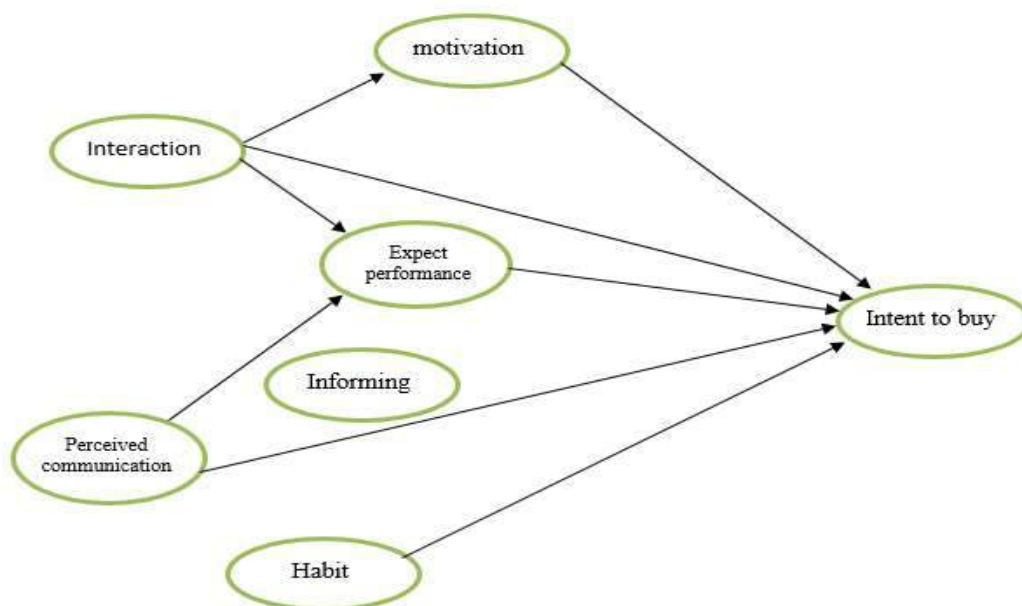 motivation
Interaction
Expect
performance
Intent to buy
Informing
Perceived
communication
Habit